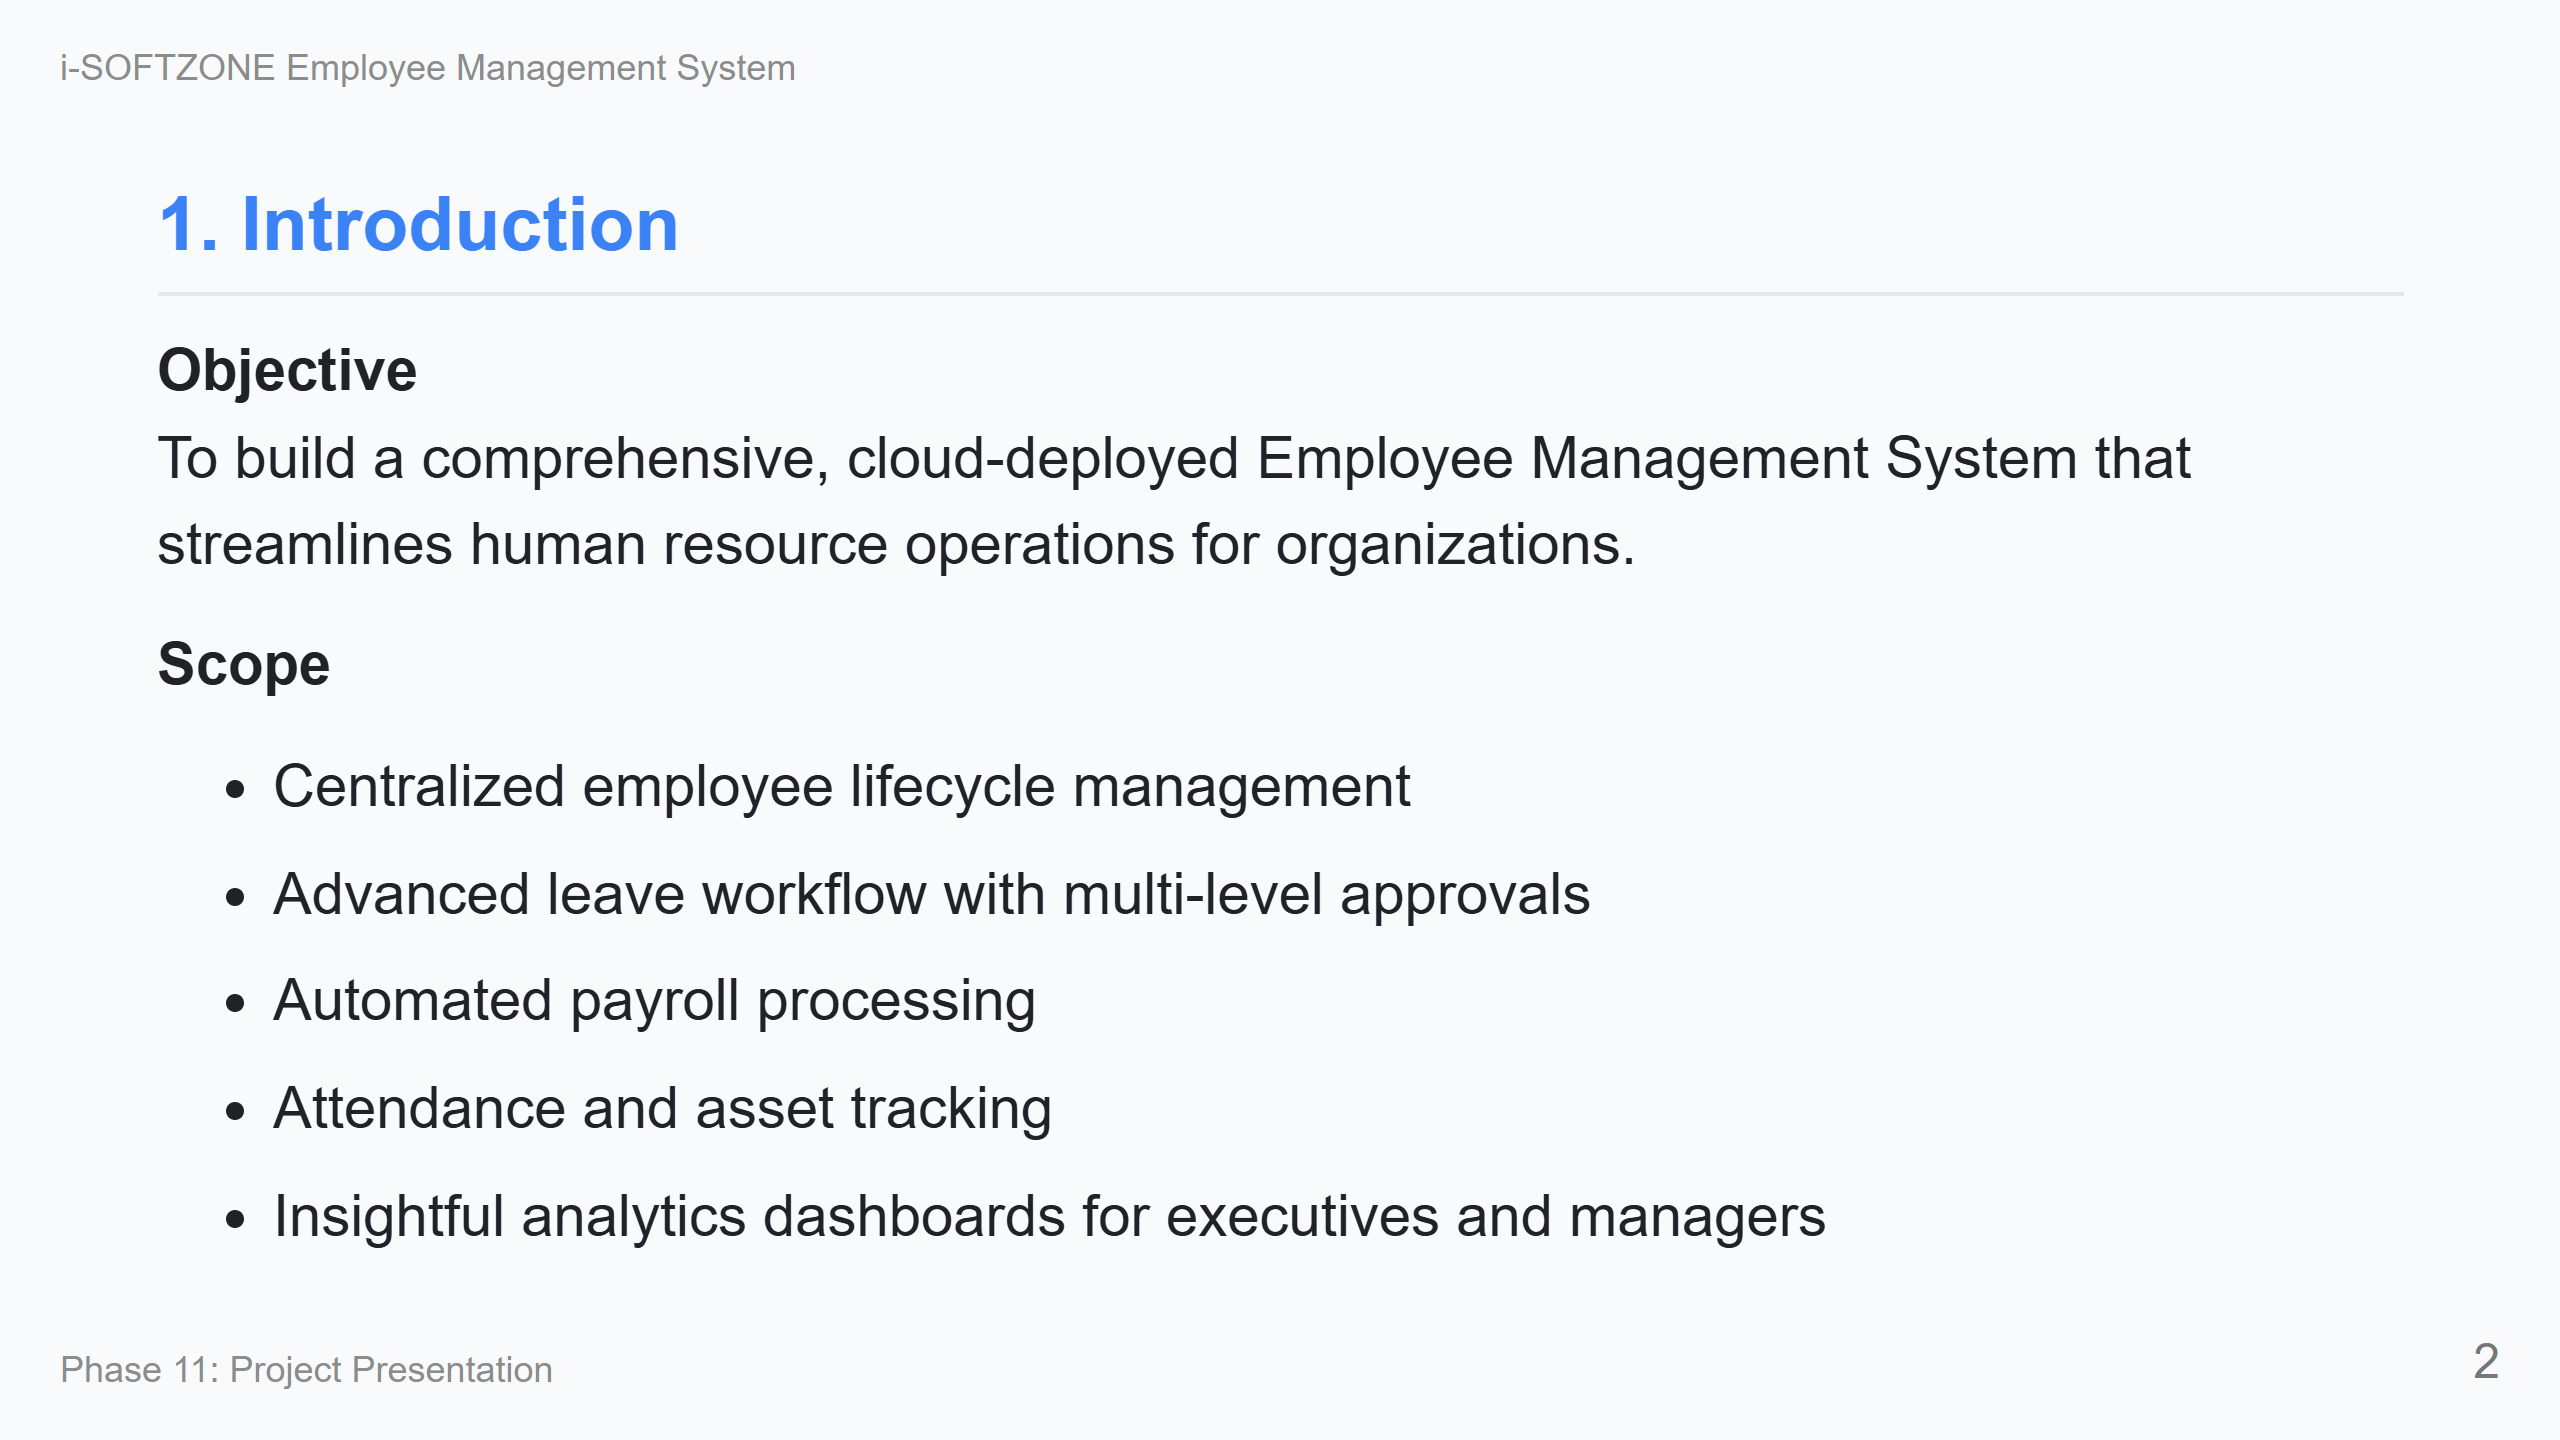 i-SOFTZONE Employee Management System
1. Introduction
Objective
To build a comprehensive, cloud-deployed Employee Management System that
streamlines human resource operations for organizations.
Scope
• Centralized employee lifecycle management
• Advanced leave workflow with multi-level approvals
• Automated payroll processing
• Attendance and asset tracking
• Insightful analytics dashboards for executives and managers
Phase 11: Project Presentation
2